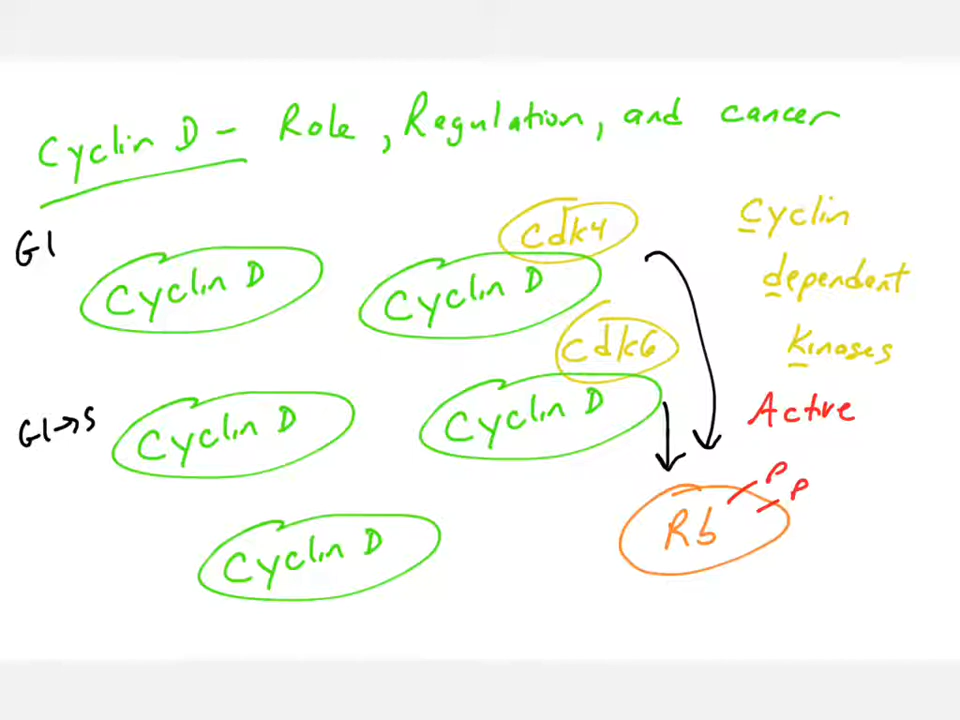 Cyclin D - Role, Regulation, and cancer
G1
Cyclin D
Cyclin D
cdk4
Cyclin
dependent
Kinases
cdk6
G1→S
Cyclin D
Cyclin D
Active
P
P
Rb
Cyclin D